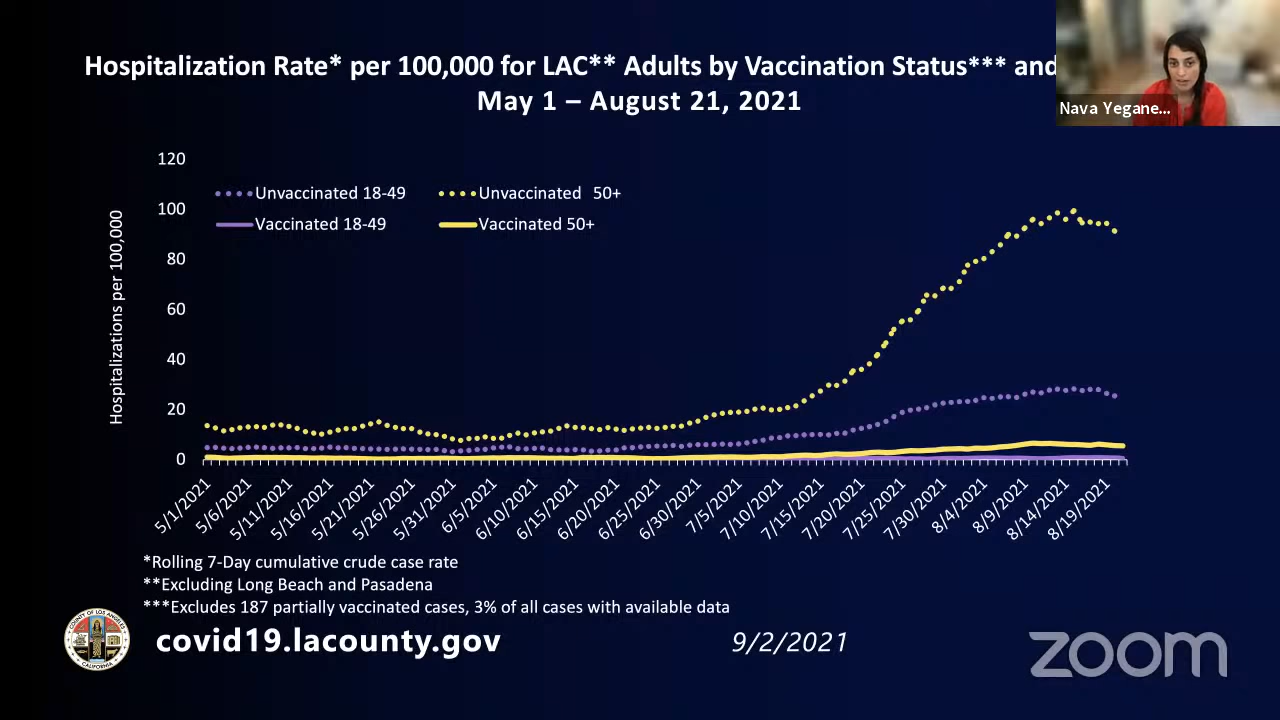 Hospitalization Rate* per 100,000 for LAC** Adults by Vaccination Status*** and
May 1 – August 21, 2021
Nava Yegane...
Hospitalizations per 100,000
120
100
80
60
40
20
0
Unvaccinated 18-49
Unvaccinated 50+
Vaccinated 18-49
Vaccinated 50+
5/1/2021
5/6/2021
5/11/2021
5/16/2021
5/21/2021
5/26/2021
5/31/2021
6/5/2021
6/10/2021
6/15/2021
6/20/2021
6/25/2021
6/30/2021
7/5/2021
7/10/2021
7/15/2021
7/20/2021
7/25/2021
7/30/2021
8/4/2021
8/9/2021
8/14/2021
8/19/2021
*Rolling 7-Day cumulative crude case rate
**Excluding Long Beach and Pasadena
***Excludes 187 partially vaccinated cases, 3% of all cases with available data
COUNTY OF LOS ANGELES
CALIFORNIA
covid19.lacounty.gov
9/2/2021
zoom